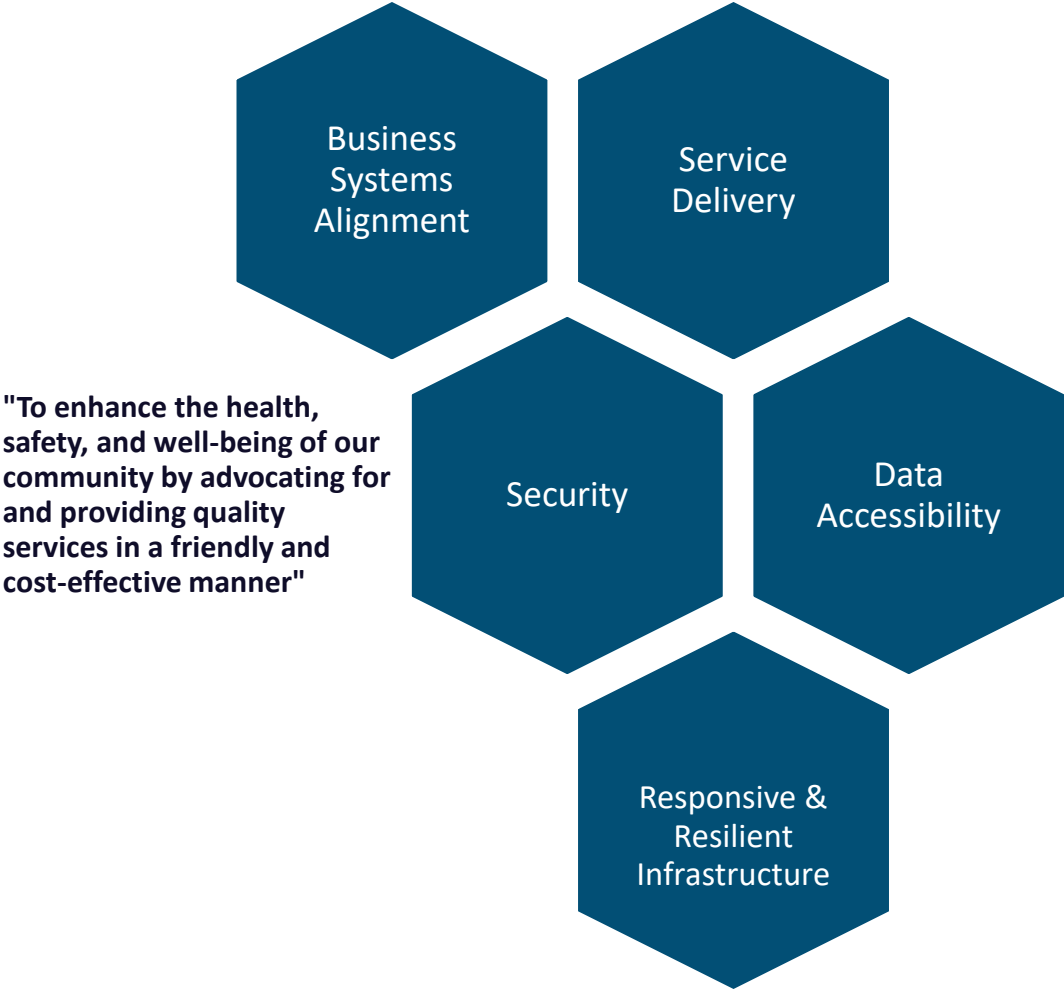 Business
Systems
Alignment
Service
Delivery
"To enhance the health,
safety, and well-being of our
community by advocating for
and providing quality
services in a friendly and
cost-effective manner"
Security
Data
Accessibility
Responsive &
Resilient
Infrastructure